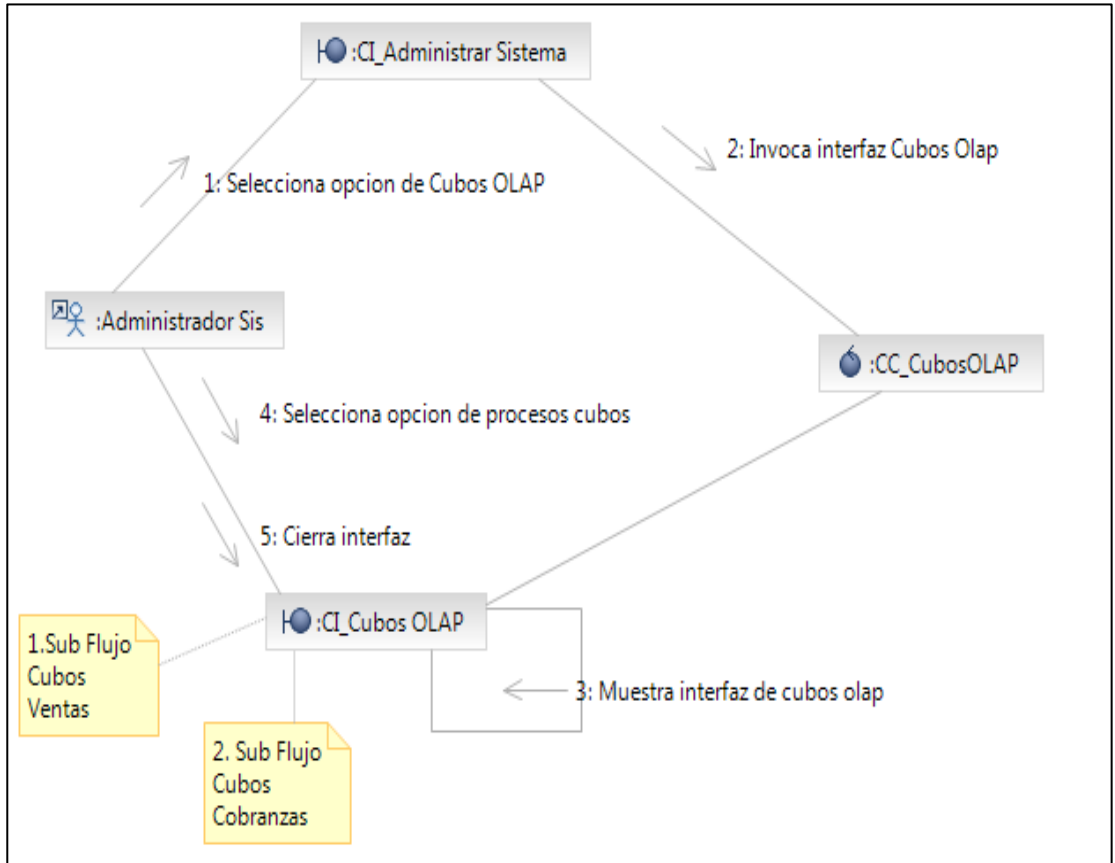 :CI_Administrar Sistema
2: Invoca interfaz Cubos Olap
1: Selecciona opcion de Cubos OLAP
:Administrador Sis
:CC_CubosOLAP
4: Selecciona opcion de procesos cubos
5: Cierra interfaz
:CI_Cubos OLAP
1.Sub Flujo
Cubos
Ventas
3: Muestra interfaz de cubos olap
2. Sub Flujo
Cubos
Cobranzas